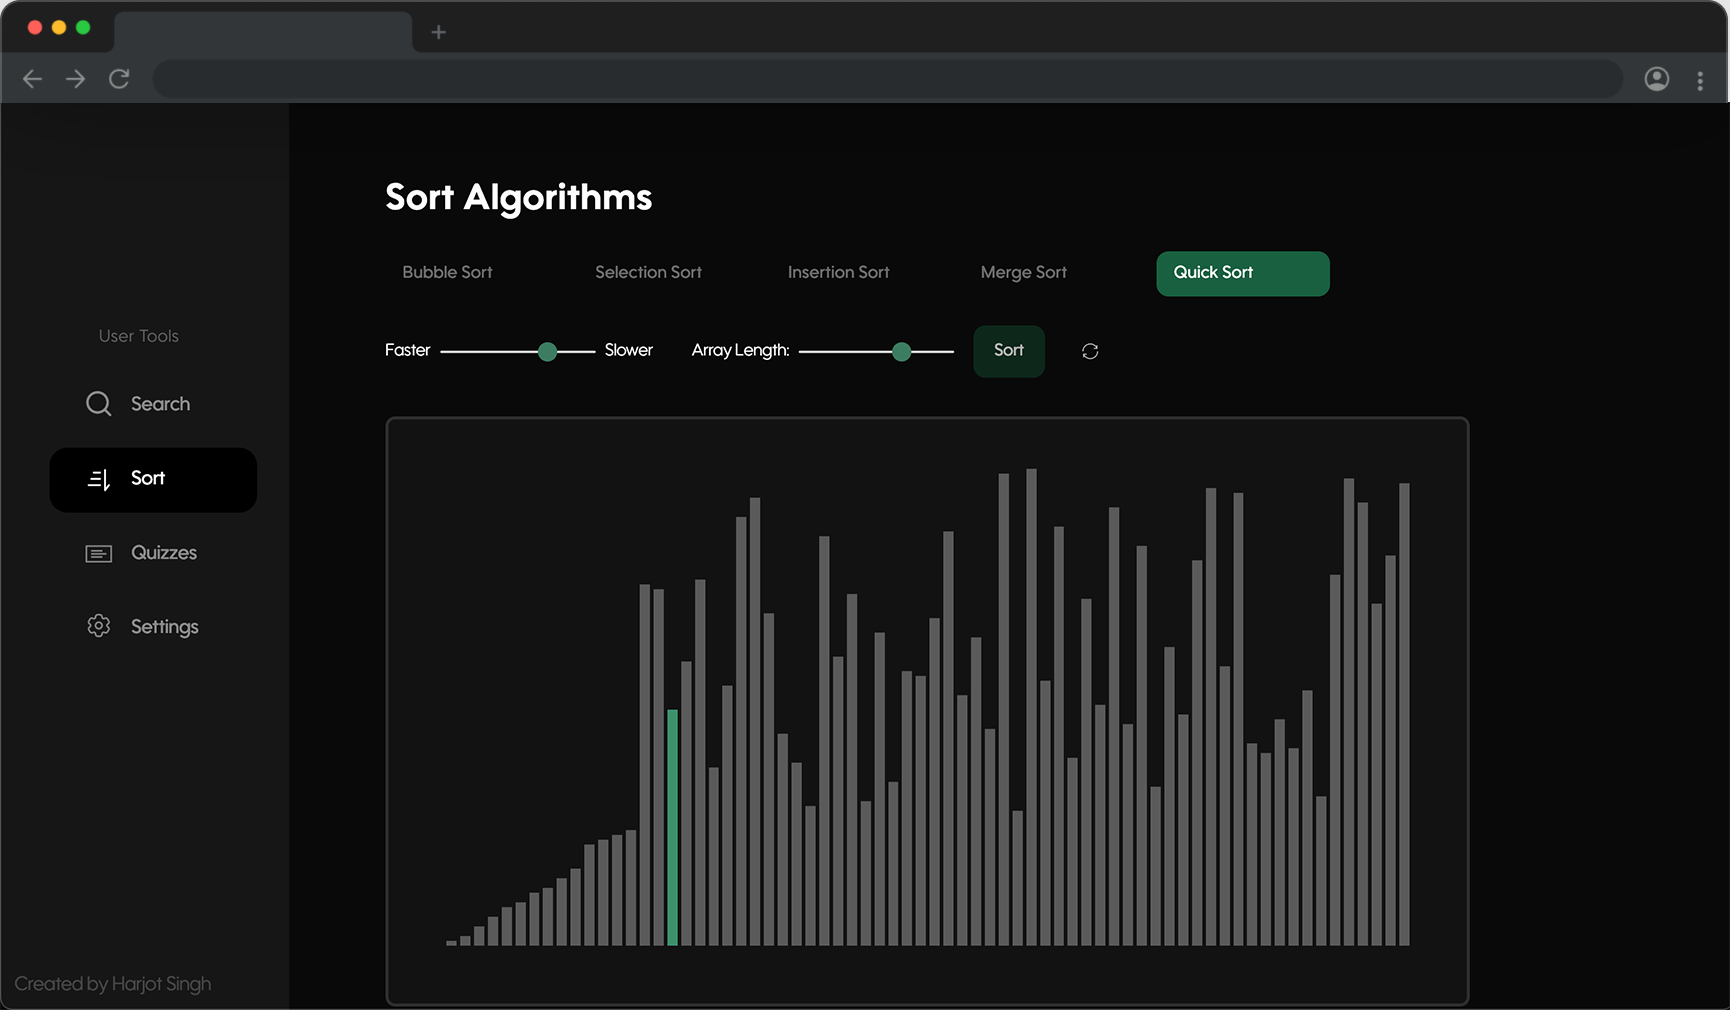 Sort Algorithms
Bubble Sort
Selection Sort
Insertion Sort
Merge Sort
Quick Sort
Faster
Slower
Array Length:
Sort
User Tools
Search
Sort
Quizzes
Settings
Created by Harjot Singh